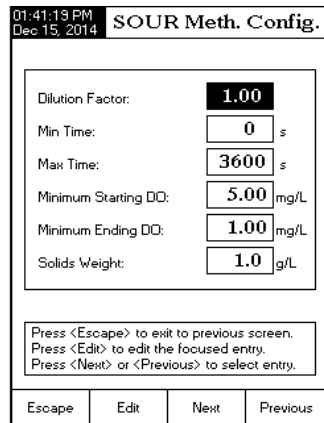 01:41:19 PM
Dec 15, 2014
SOUR Meth. Config.
Dilution Factor: 1.00
Min Time: 0 s
Max Time: 3600 s
Minimum Starting DO: 5.00 mg/L
Minimum Ending DO: 1.00 mg/L
Solids Weight: 1.0 g/L
Press <Escape> to exit to previous screen.
Press <Edit> to edit the focused entry.
Press <Next> or <Previous> to select entry.
Escape Edit Next Previous